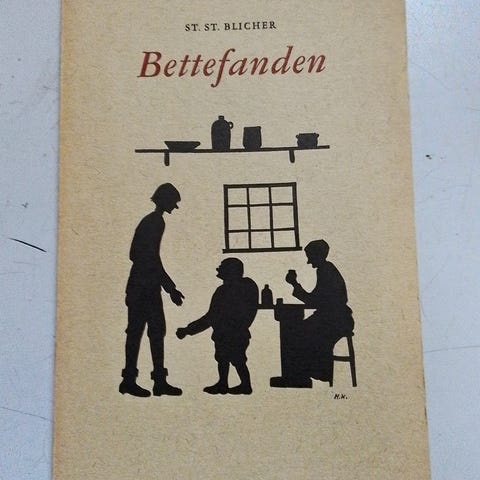 ST. ST. BLICHER
Bettefanden
H.K.